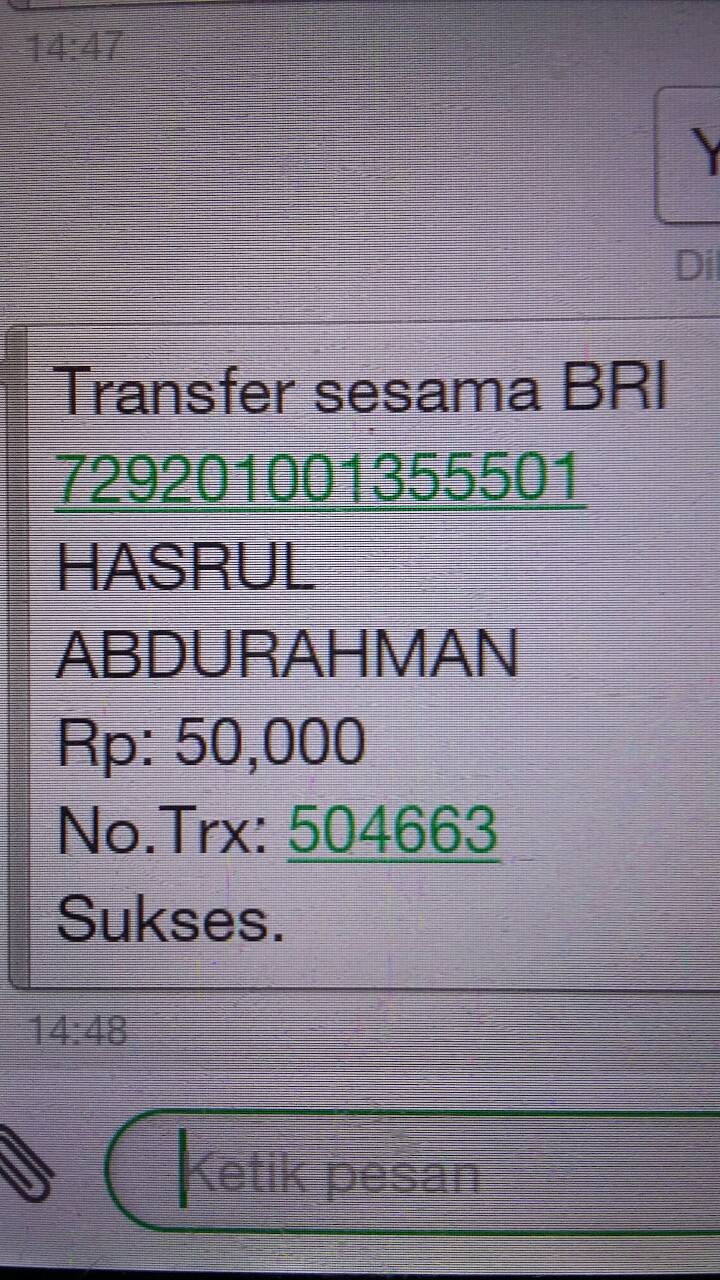 14:47
Y
Di
Transfer sesama BRI
729201001355501
HASRUL
ABDURAHMAN
Rp: 50,000
No.Trx: 504663
Sukses.
14:48
Ketik pesan